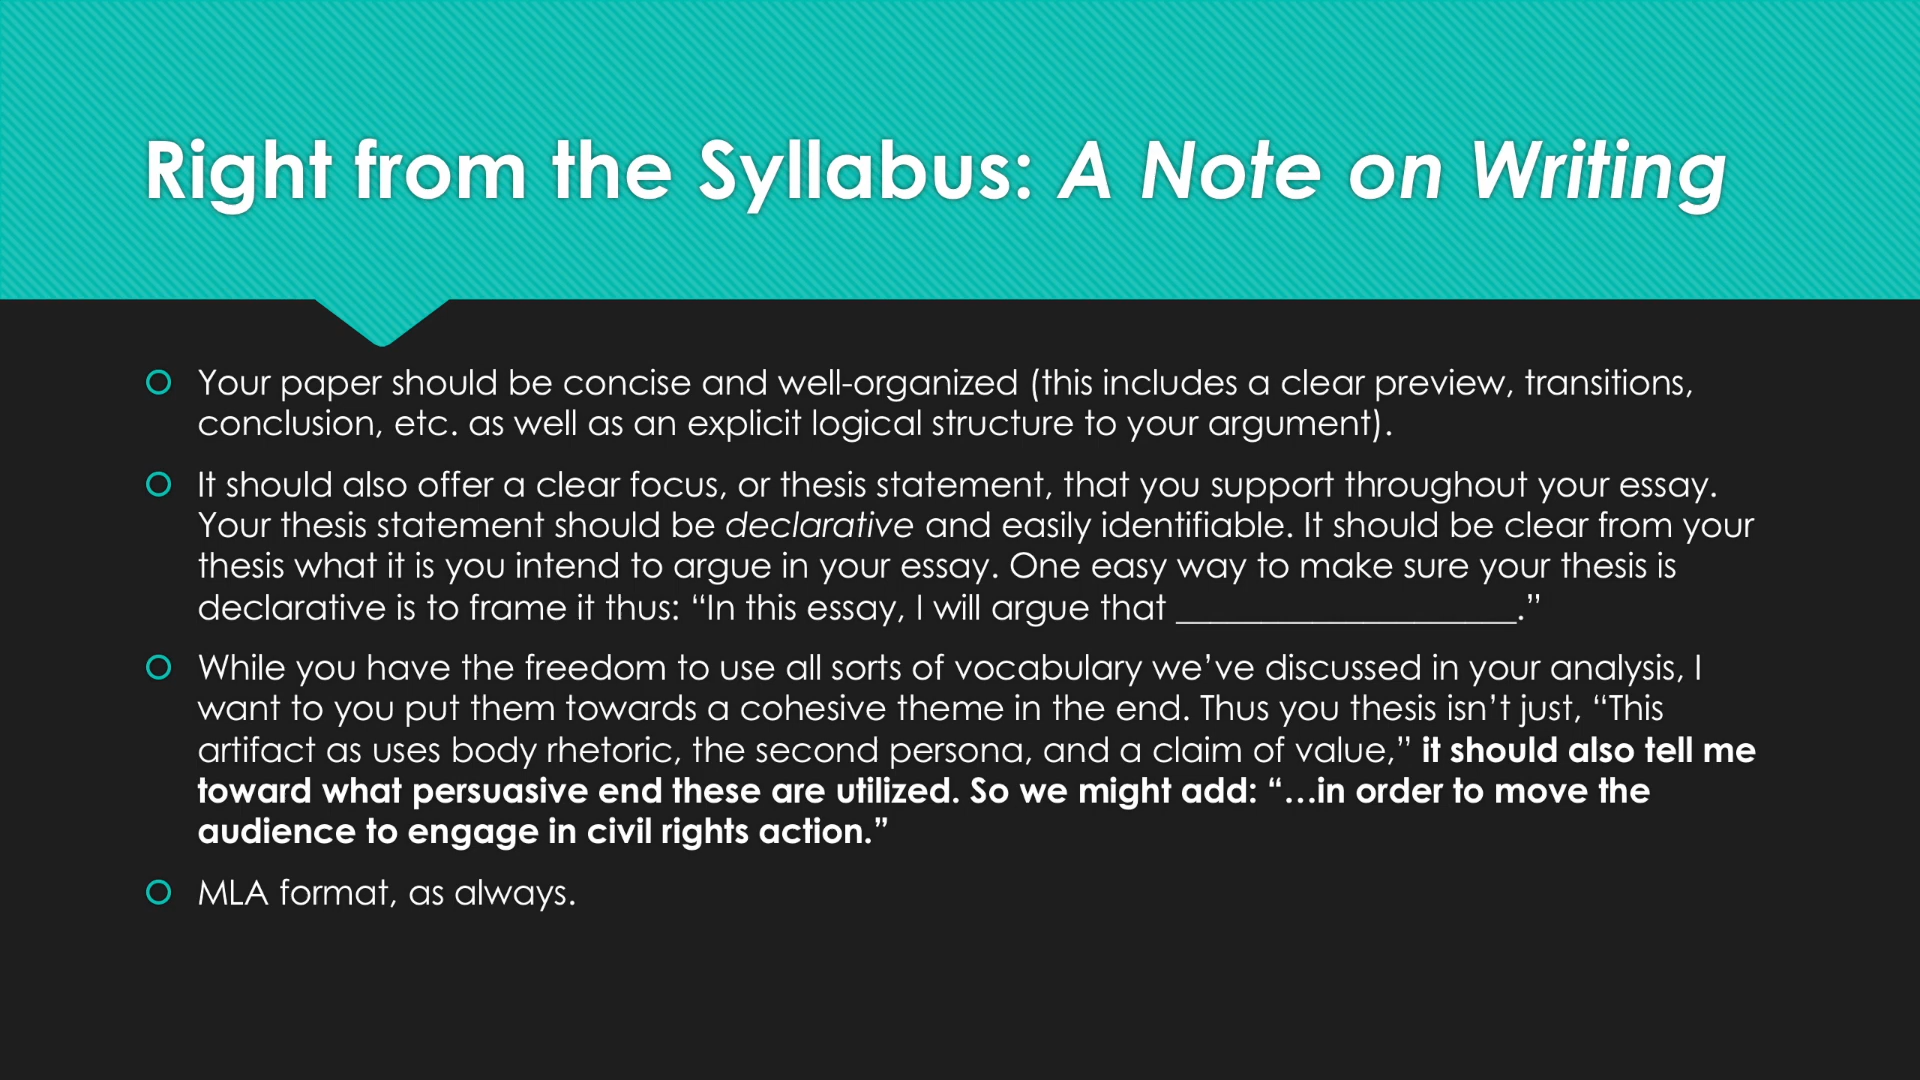 Right from the Syllabus: A Note on Writing
Your paper should be concise and well-organized (this includes a clear preview, transitions,
conclusion, etc. as well as an explicit logical structure to your argument).
It should also offer a clear focus, or thesis statement, that you support throughout your essay.
Your thesis statement should be declarative and easily identifiable. It should be clear from your
thesis what it is you intend to argue in your essay. One easy way to make sure your thesis is
declarative is to frame it thus: “In this essay, I will argue that ___________________.”
While you have the freedom to use all sorts of vocabulary we’ve discussed in your analysis, I
want to you put them towards a cohesive theme in the end. Thus you thesis isn’t just, “This
artifact as uses body rhetoric, the second persona, and a claim of value,” it should also tell me
toward what persuasive end these are utilized. So we might add: “…in order to move the
audience to engage in civil rights action.”
MLA format, as always.